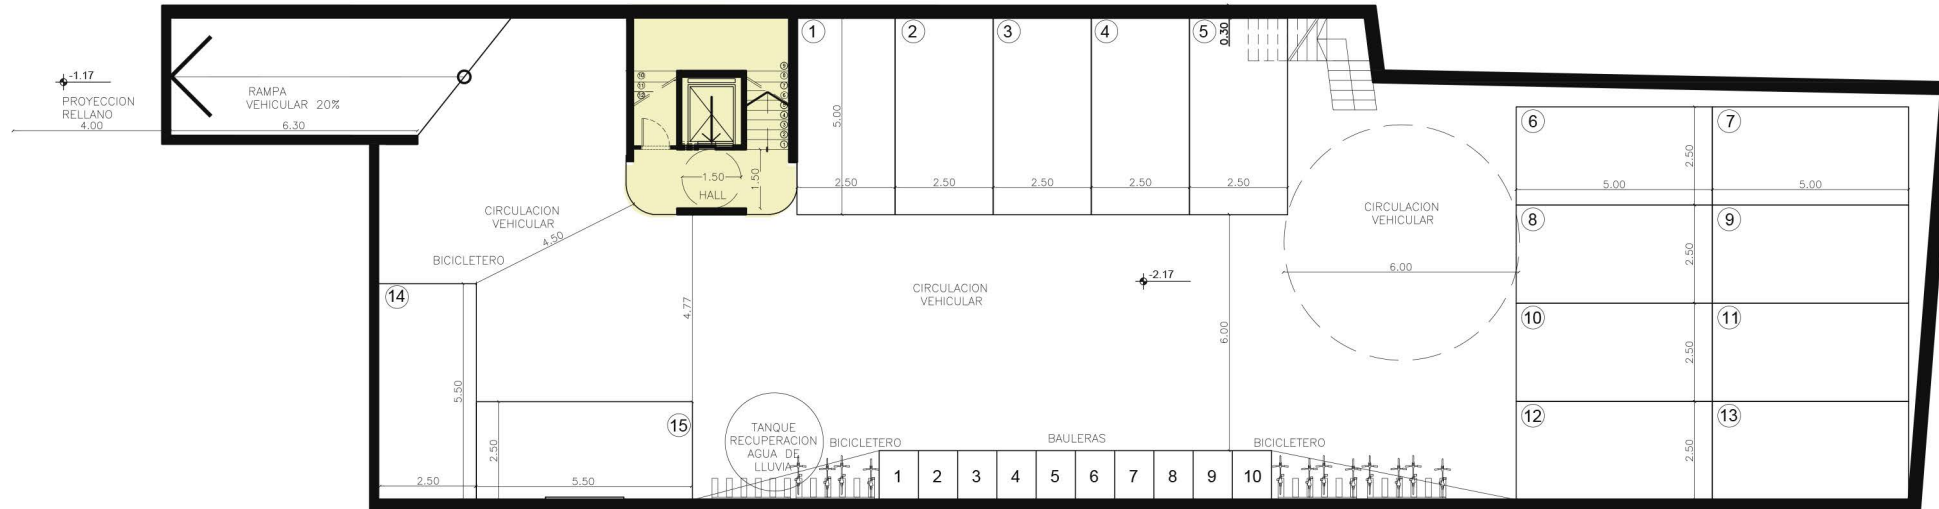 1
2
3
4
5
0.30
-1.17
PROYECCION
RELLANO
4.00
RAMPA
VEHICULAR 20%
6.30
5.00
1.50
1.50
HALL
2.50
2.50
2.50
2.50
2.50
6
7
2.50
5.00
5.00
CIRCULACION
VEHICULAR
4.50
BICICLETERO
CIRCULACION
VEHICULAR
8
9
2.50
6.00
-2.17
CIRCULACION
VEHICULAR
14
4.77
6.00
10
11
2.50
5.50
15
2.50
2.50
5.50
TANQUE
RECUPERACION
AGUA DE
LLUVIA
BICICLETERO
BAULERAS
BICICLETERO
12
13
2.50
1
2
3
4
5
6
7
8
9
10